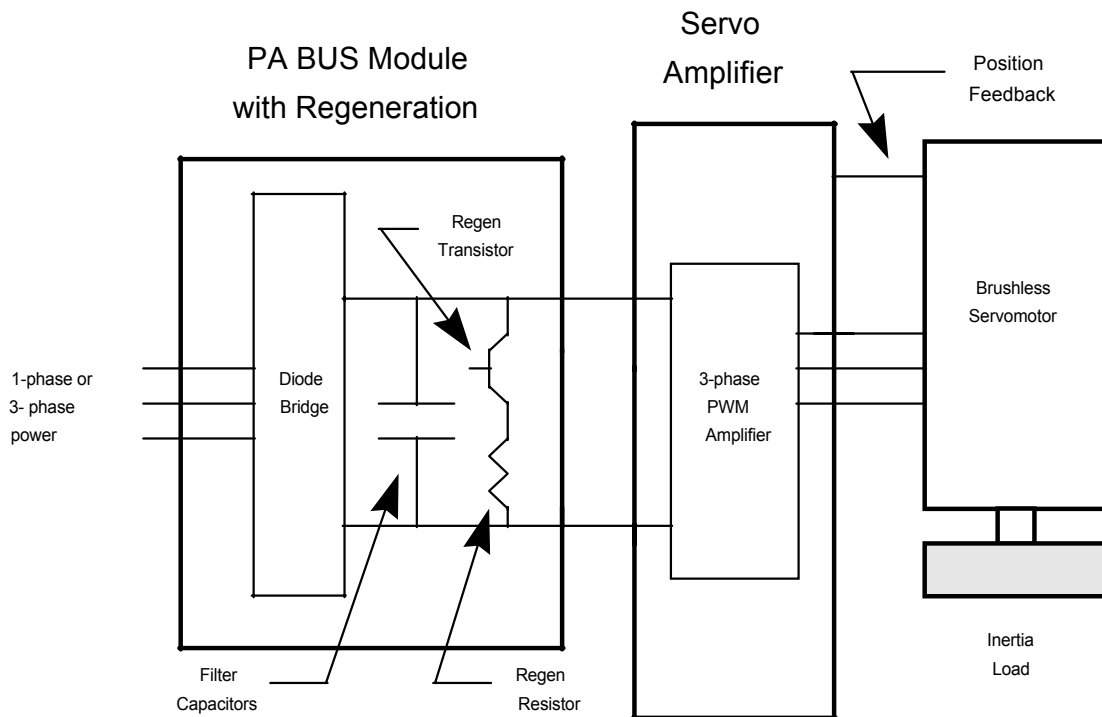 PA BUS Module
with Regeneration
Servo
Amplifier
Position
Feedback
Regen
Transistor
Brushless
Servomotor
1-phase or
3- phase
power
Diode
Bridge
3-phase
PWM
Amplifier
Filter
Capacitors
Regen
Resistor
Inertia
Load